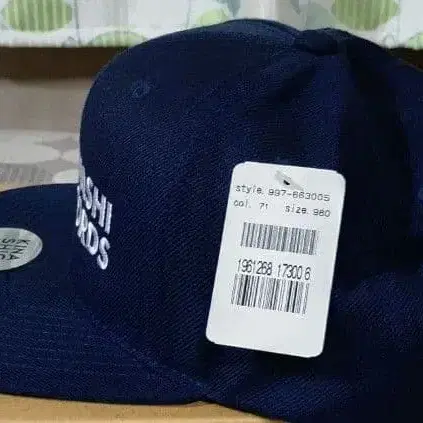 SHI
RDS
style. 997-663005
col. 71 size. 980
1961268 17300 6